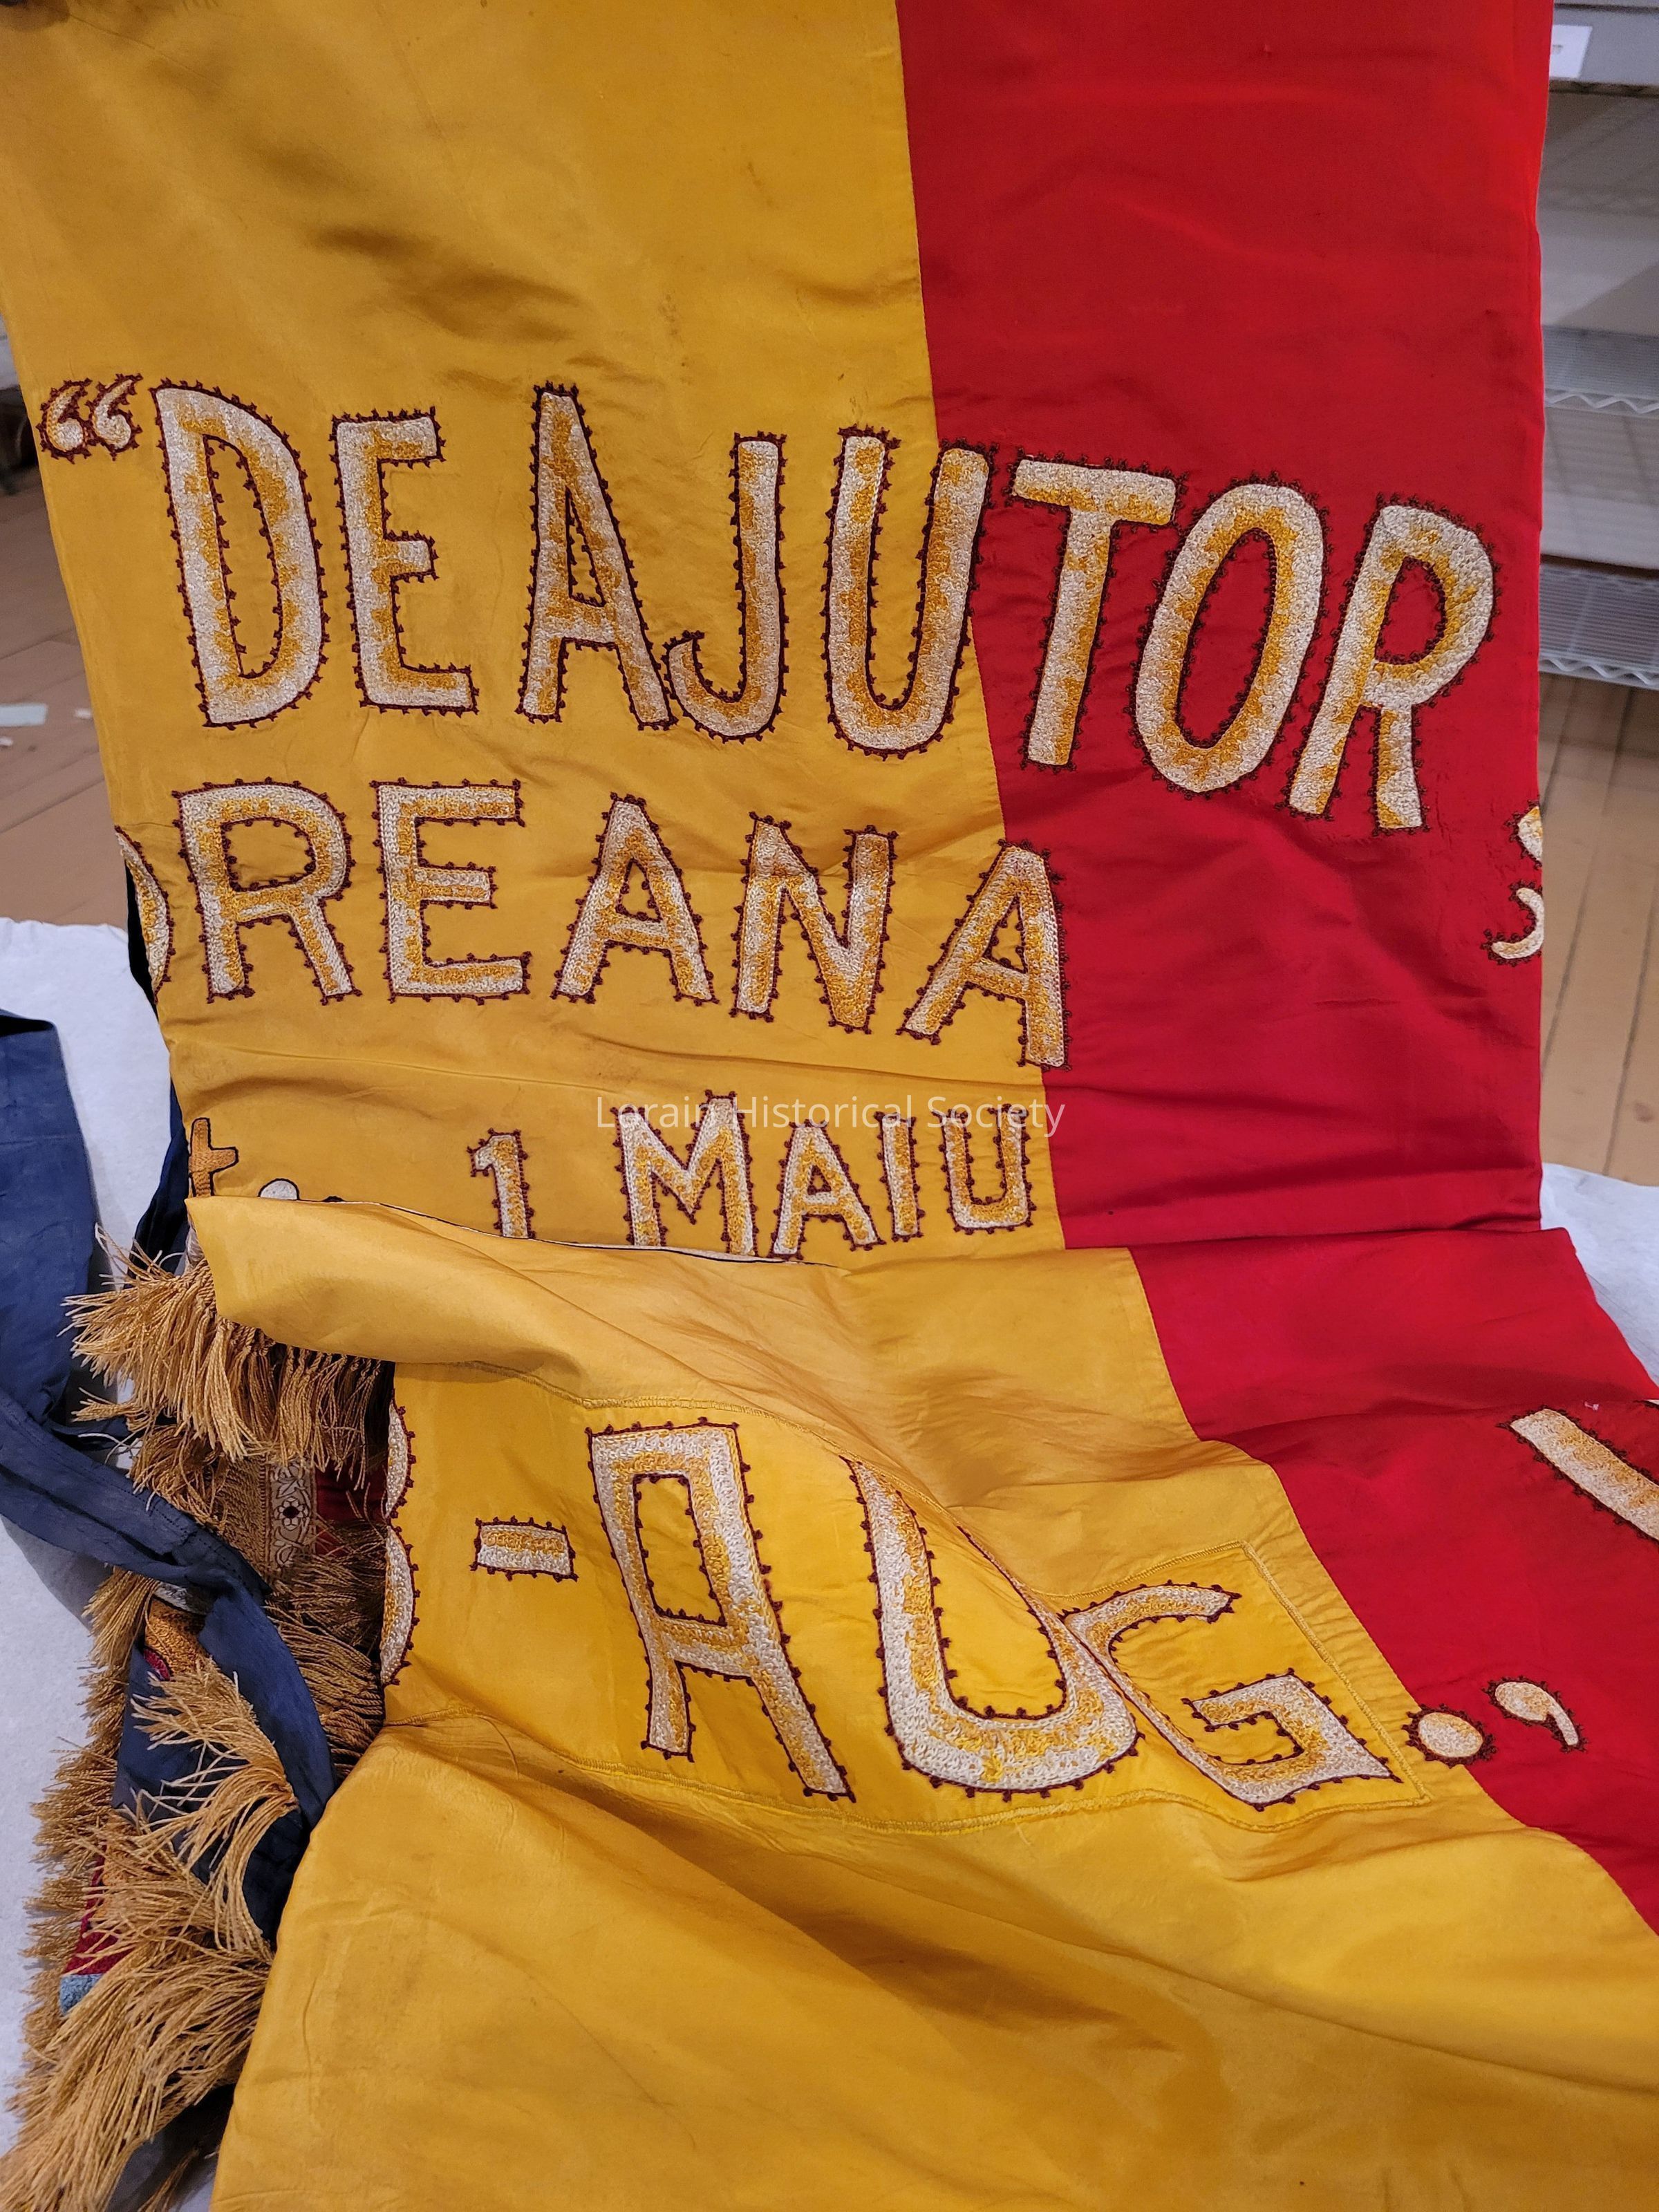 “DE AJUTOR
OREANA
1 MAIU
Lorain Historical Society
-AUG.,